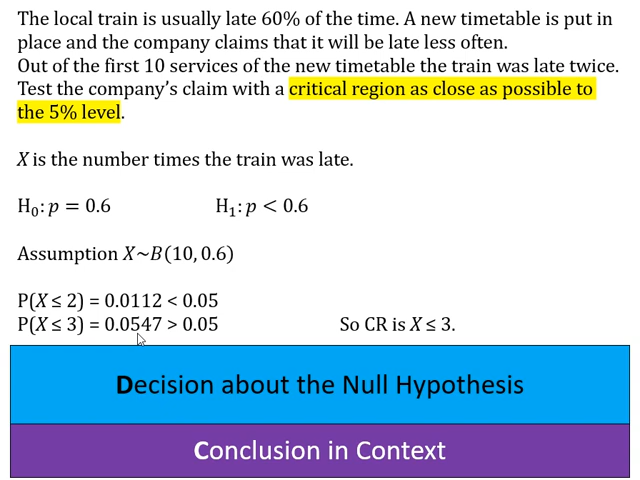 The local train is usually late 60% of the time. A new timetable is put in
place and the company claims that it will be late less often.
Out of the first 10 services of the new timetable the train was late twice.
Test the company’s claim with a critical region as close as possible to
the 5% level.
X is the number times the train was late.
H₀: p = 0.6 H₁: p < 0.6
Assumption X~B(10, 0.6)
P(X ≤ 2) = 0.0112 < 0.05
P(X ≤ 3) = 0.0547 > 0.05 So CR is X ≤ 3.
Decision about the Null Hypothesis
Conclusion in Context